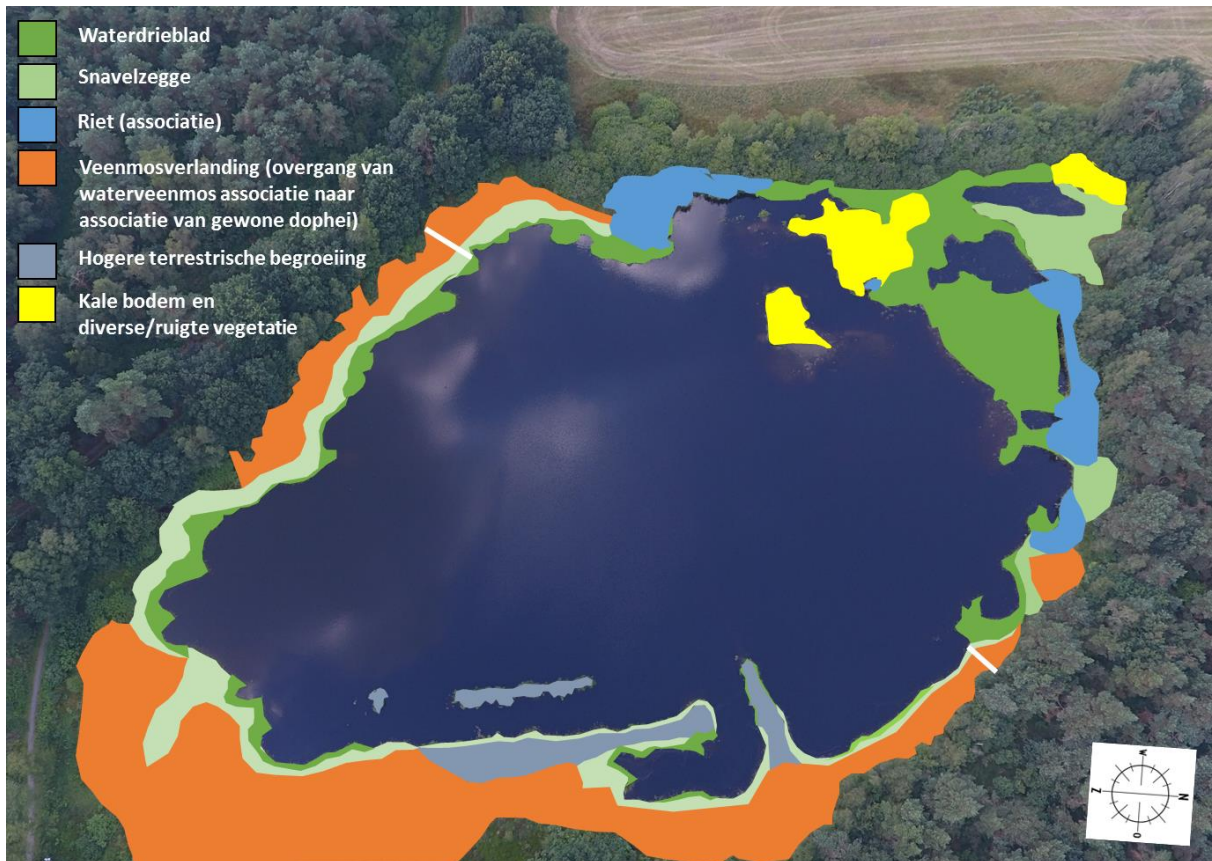 Waterdrieblad
Snavelzegge
Riet (associatie)
Veenmosverlanding (overgang van
waterveenmos associatie naar
associatie van gewone dophei)
Hogere terrestrische begroeiing
Kale bodem en
diverse/ruigte vegetatie
W
Z
N
O